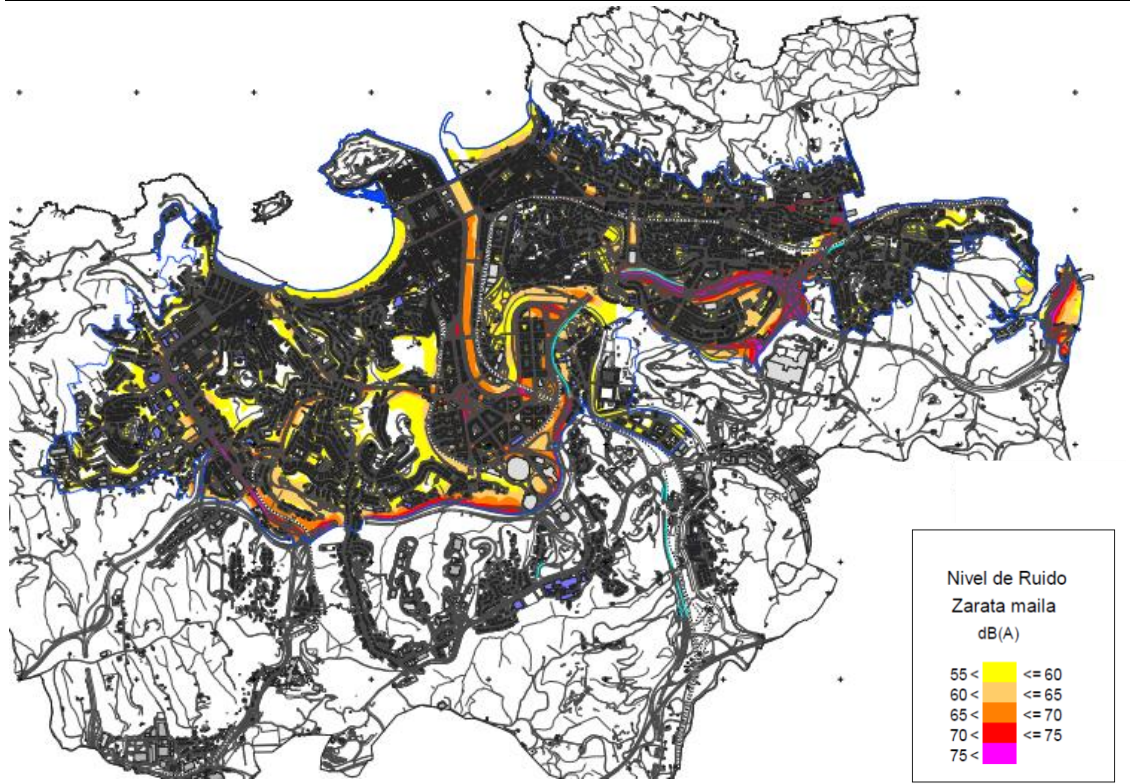 Nivel de Ruido
Zarata maila
dB(A)
55 < <= 60
60 < <= 65
65 < <= 70
70 < <= 75
75 <